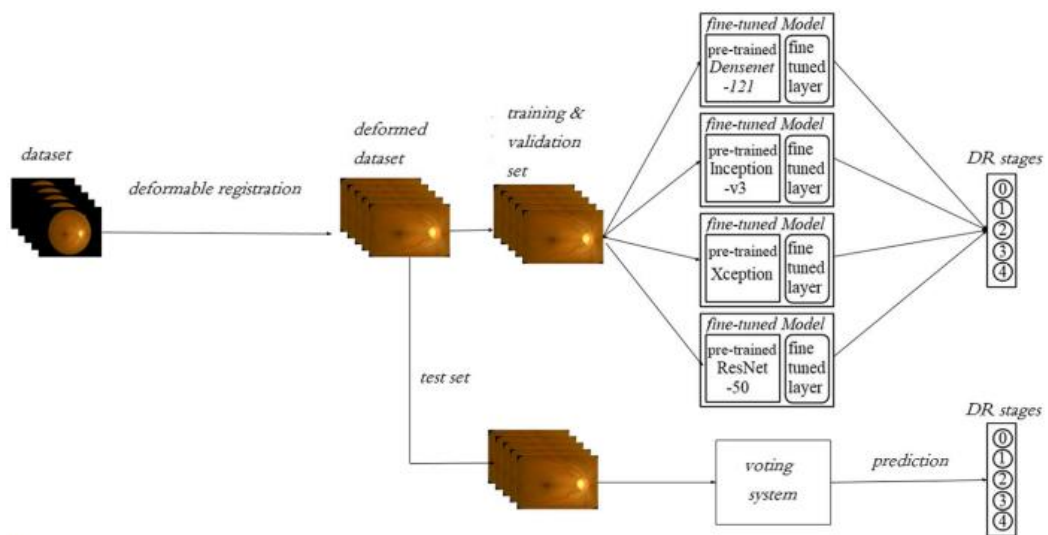 dataset
deformable registration
deformed
dataset
training &
validation
set
test set
fine-tuned Model
pre-trained
Densenet
-121
fine
tuned
layer
fine-tuned Model
pre-trained
Inception
-v3
fine
tuned
layer
fine-tuned Model
pre-trained
Xception
fine
tuned
layer
fine-tuned Model
pre-trained
ResNet
-50
fine
tuned
layer
DR stages
0
1
2
3
4
voting
system
prediction
DR stages
0
1
2
3
4